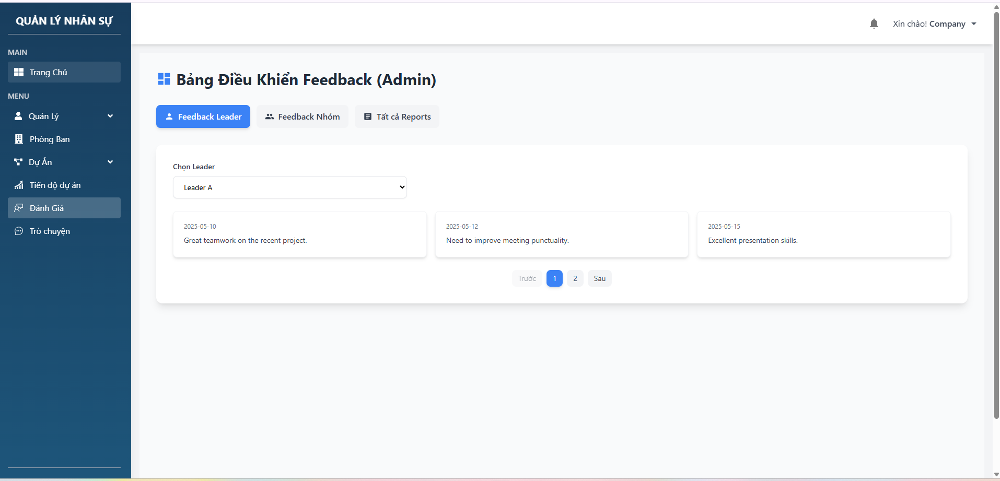 QUẢN LÝ NHÂN SỰ
MAIN
Trang Chủ
MENU
Quản Lý
Phòng Ban
Dự Án
Tiến độ dự án
Đánh Giá
Trò chuyện
Xin chào! Company
Bảng Điều Khiển Feedback (Admin)
Feedback Leader
Feedback Nhóm
Tất cả Reports
Chọn Leader
Leader A
2025-05-10
Great teamwork on the recent project.
2025-05-12
Need to improve meeting punctuality.
2025-05-15
Excellent presentation skills.
Trước 1 2 Sau